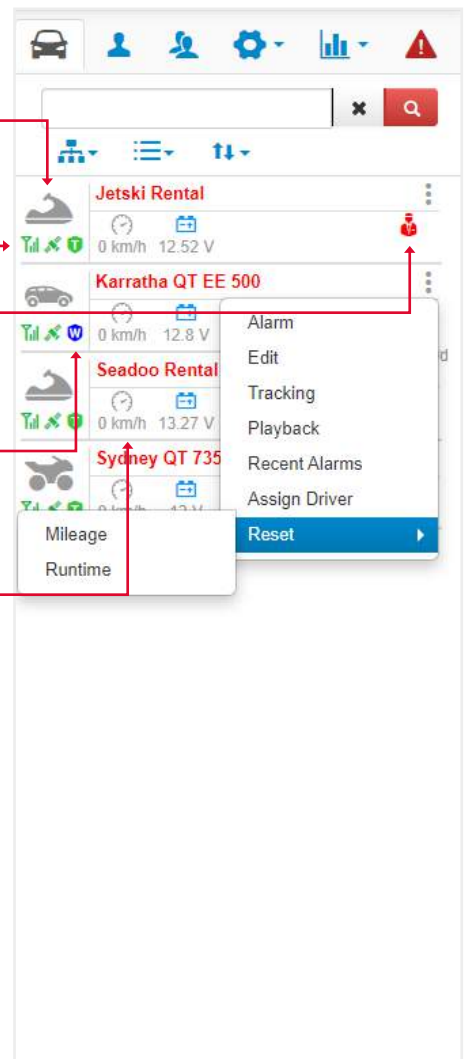 Jetski Rental
T
0 km/h 12.52 V
Karratha QT EE 500
W
0 km/h 12.8 V
Alarm
Edit
Tracking
Playback
Recent Alarms
Assign Driver
Reset
Seadoo Rental
T
0 km/h 13.27 V
Sydney QT 735
Mileage
Runtime